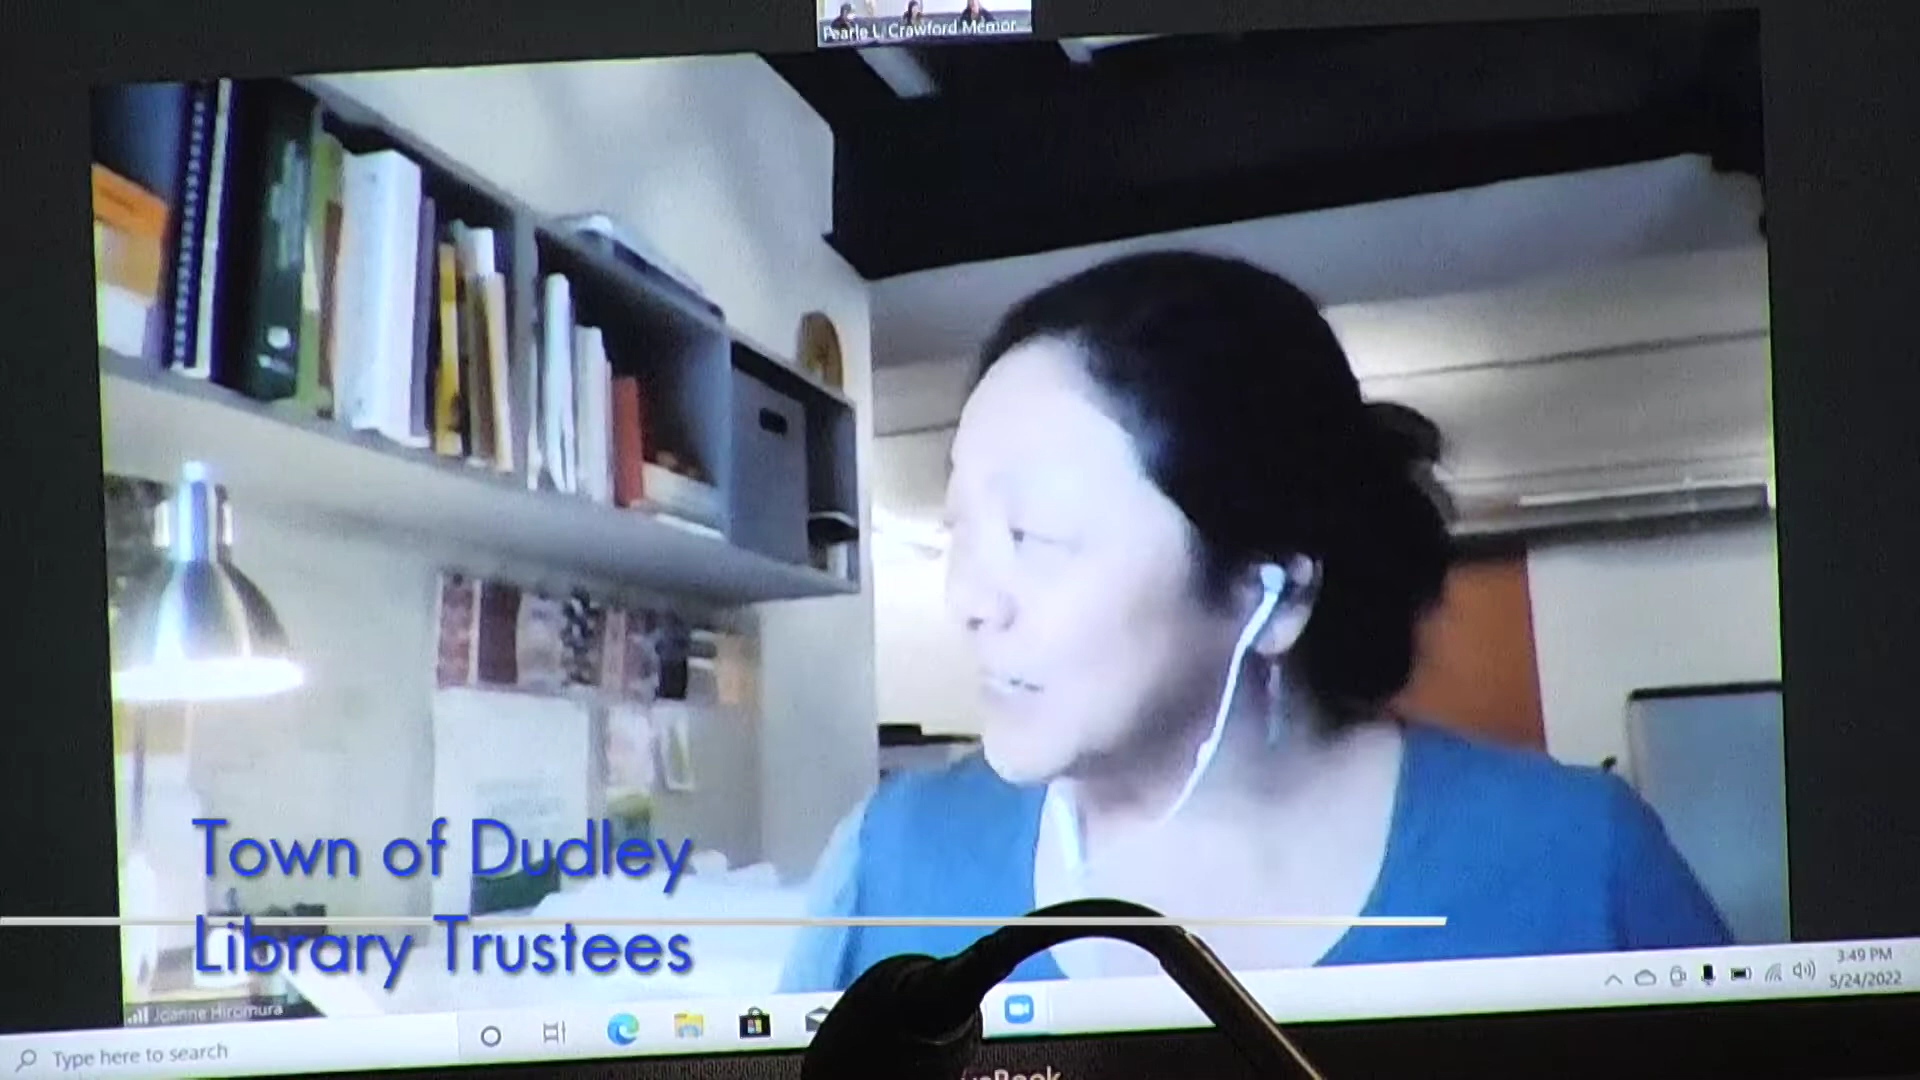 Pearle L. Crawford Memor...
Town of Dudley
Library Trustees
Joanne Hiromura
Type here to search
3:49 PM
5/24/2022